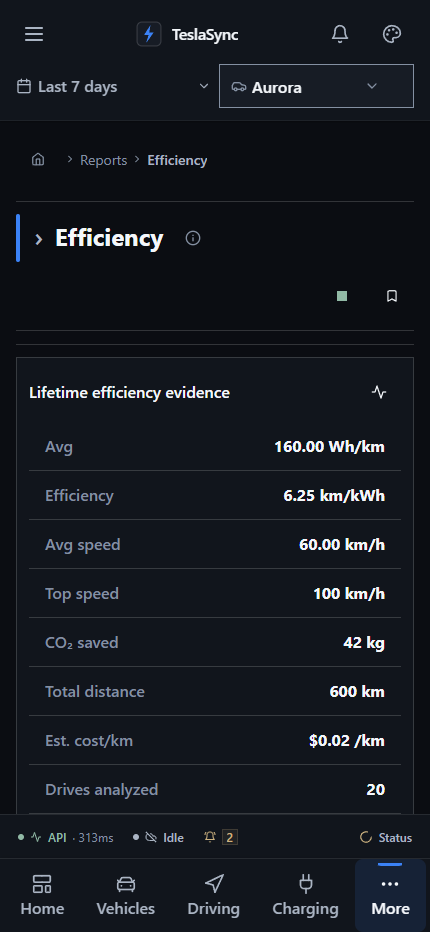 TeslaSync
Last 7 days
Aurora
Reports
Efficiency
Efficiency
Lifetime efficiency evidence
Avg 160.00 Wh/km
Efficiency 6.25 km/kWh
Avg speed 60.00 km/h
Top speed 100 km/h
CO₂ saved 42 kg
Total distance 600 km
Est. cost/km $0.02 /km
Drives analyzed 20
API · 313ms Idle 2 Status
Home Vehicles Driving Charging More